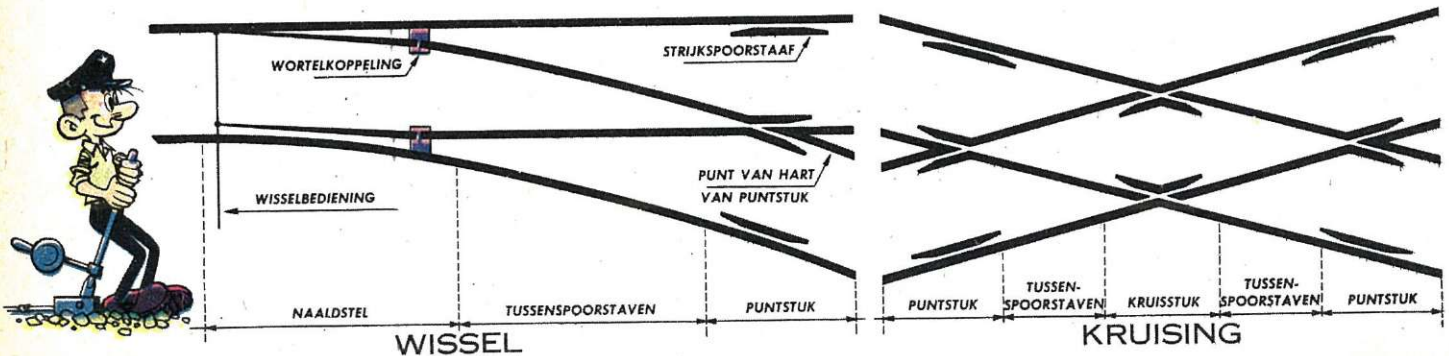 WORTELKOPPELING
STRIJKSPOORSTAAF
PUNT VAN HART
VAN PUNTSTUK
WISSELBEDIENING
NAALDSTEL
TUSSENSPOORSTAVEN
PUNTSTUK
WISSEL
PUNTSTUK
TUSSEN-
SPOORSTAVEN
KRUISSTUK
TUSSEN-
SPOORSTAVEN
PUNTSTUK
KRUISING